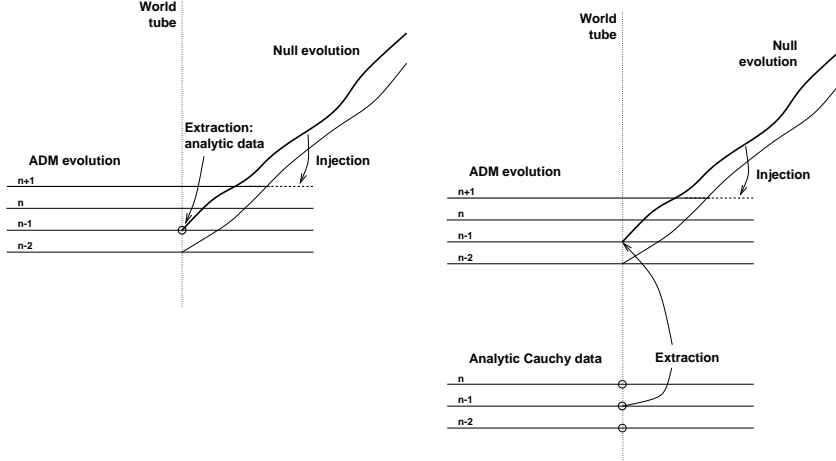 World
tube
Null evolution
Extraction:
analytic data
ADM evolution
Injection
n+1
n
n-1
n-2
World
tube
Null
evolution
ADM evolution
Injection
n+1
n
n-1
n-2
Analytic Cauchy data
Extraction
n
n-1
n-2